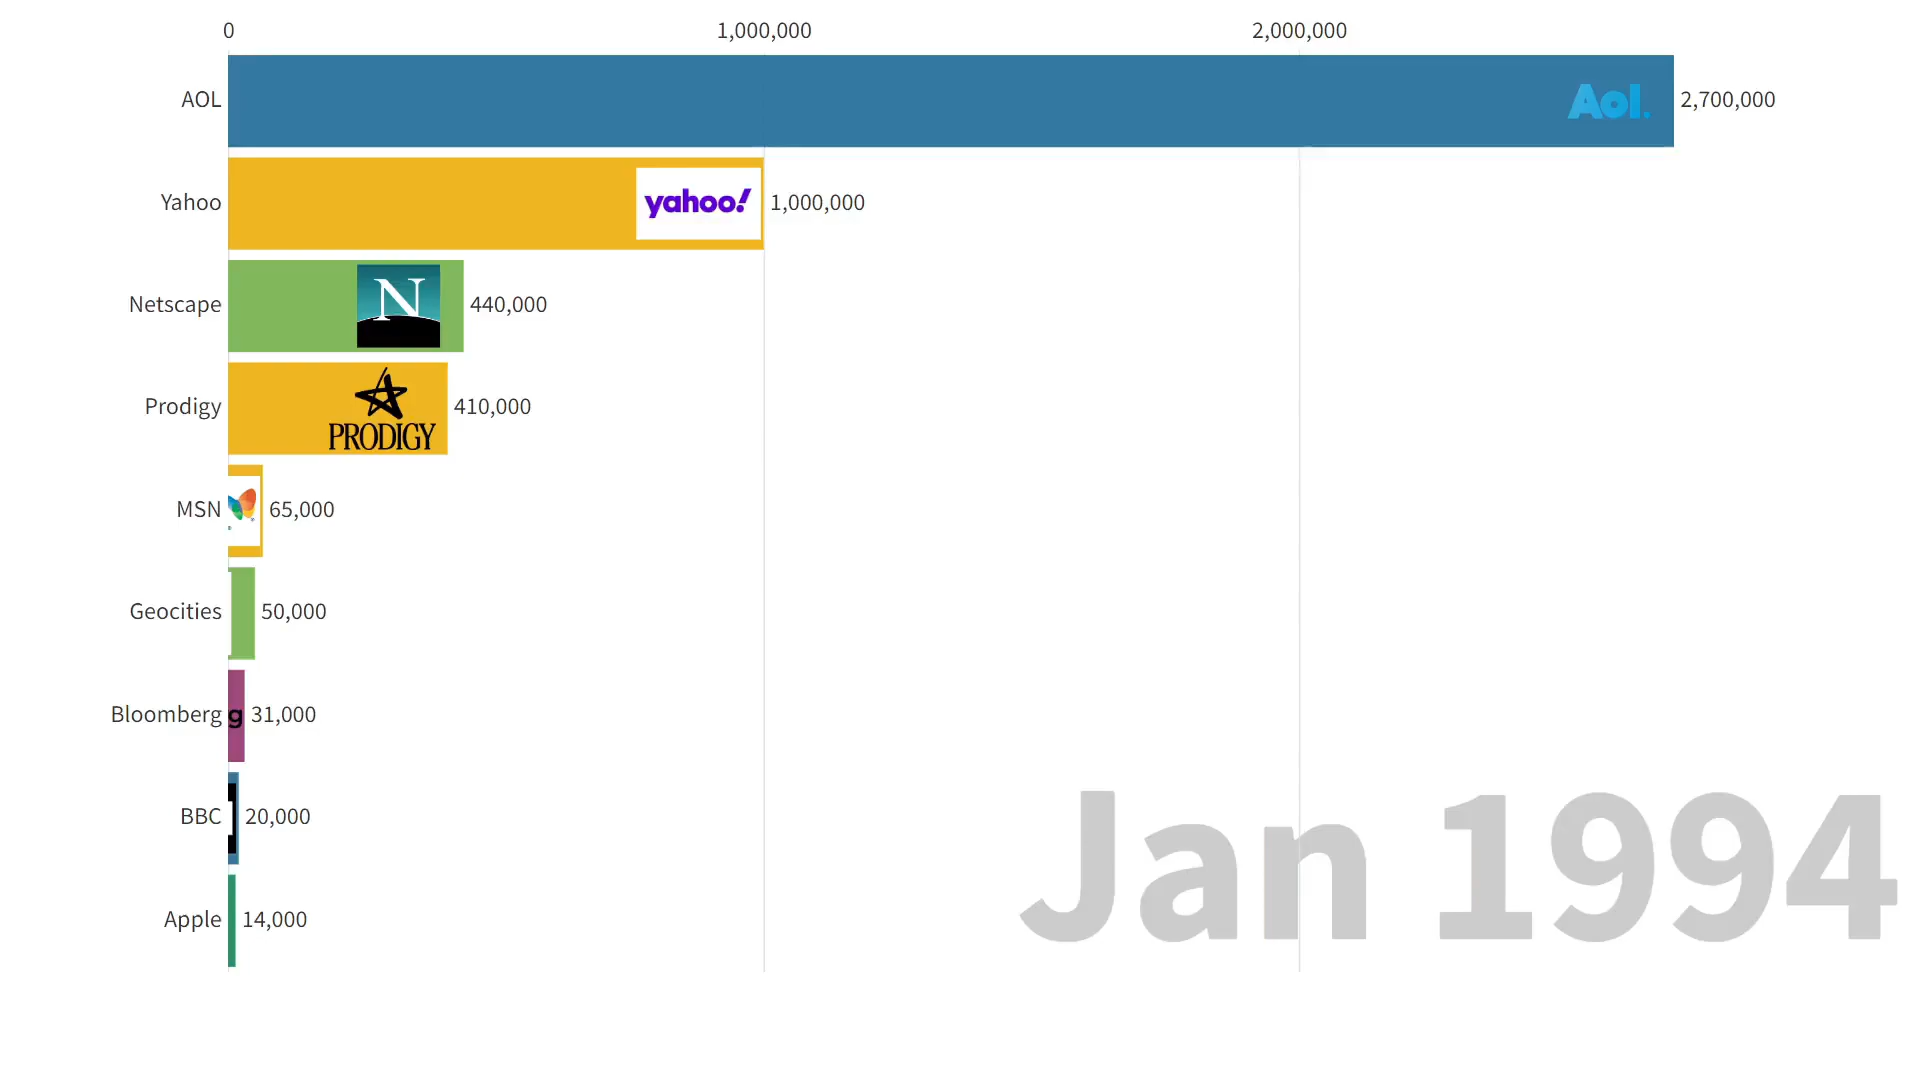 0 1,000,000 2,000,000
AOL Aol. 2,700,000
Yahoo yahoo! 1,000,000
Netscape N 440,000
Prodigy PRODIGY 410,000
MSN 65,000
Geocities 50,000
Bloomberg g 31,000
BBC 20,000
Apple 14,000
Jan 1994